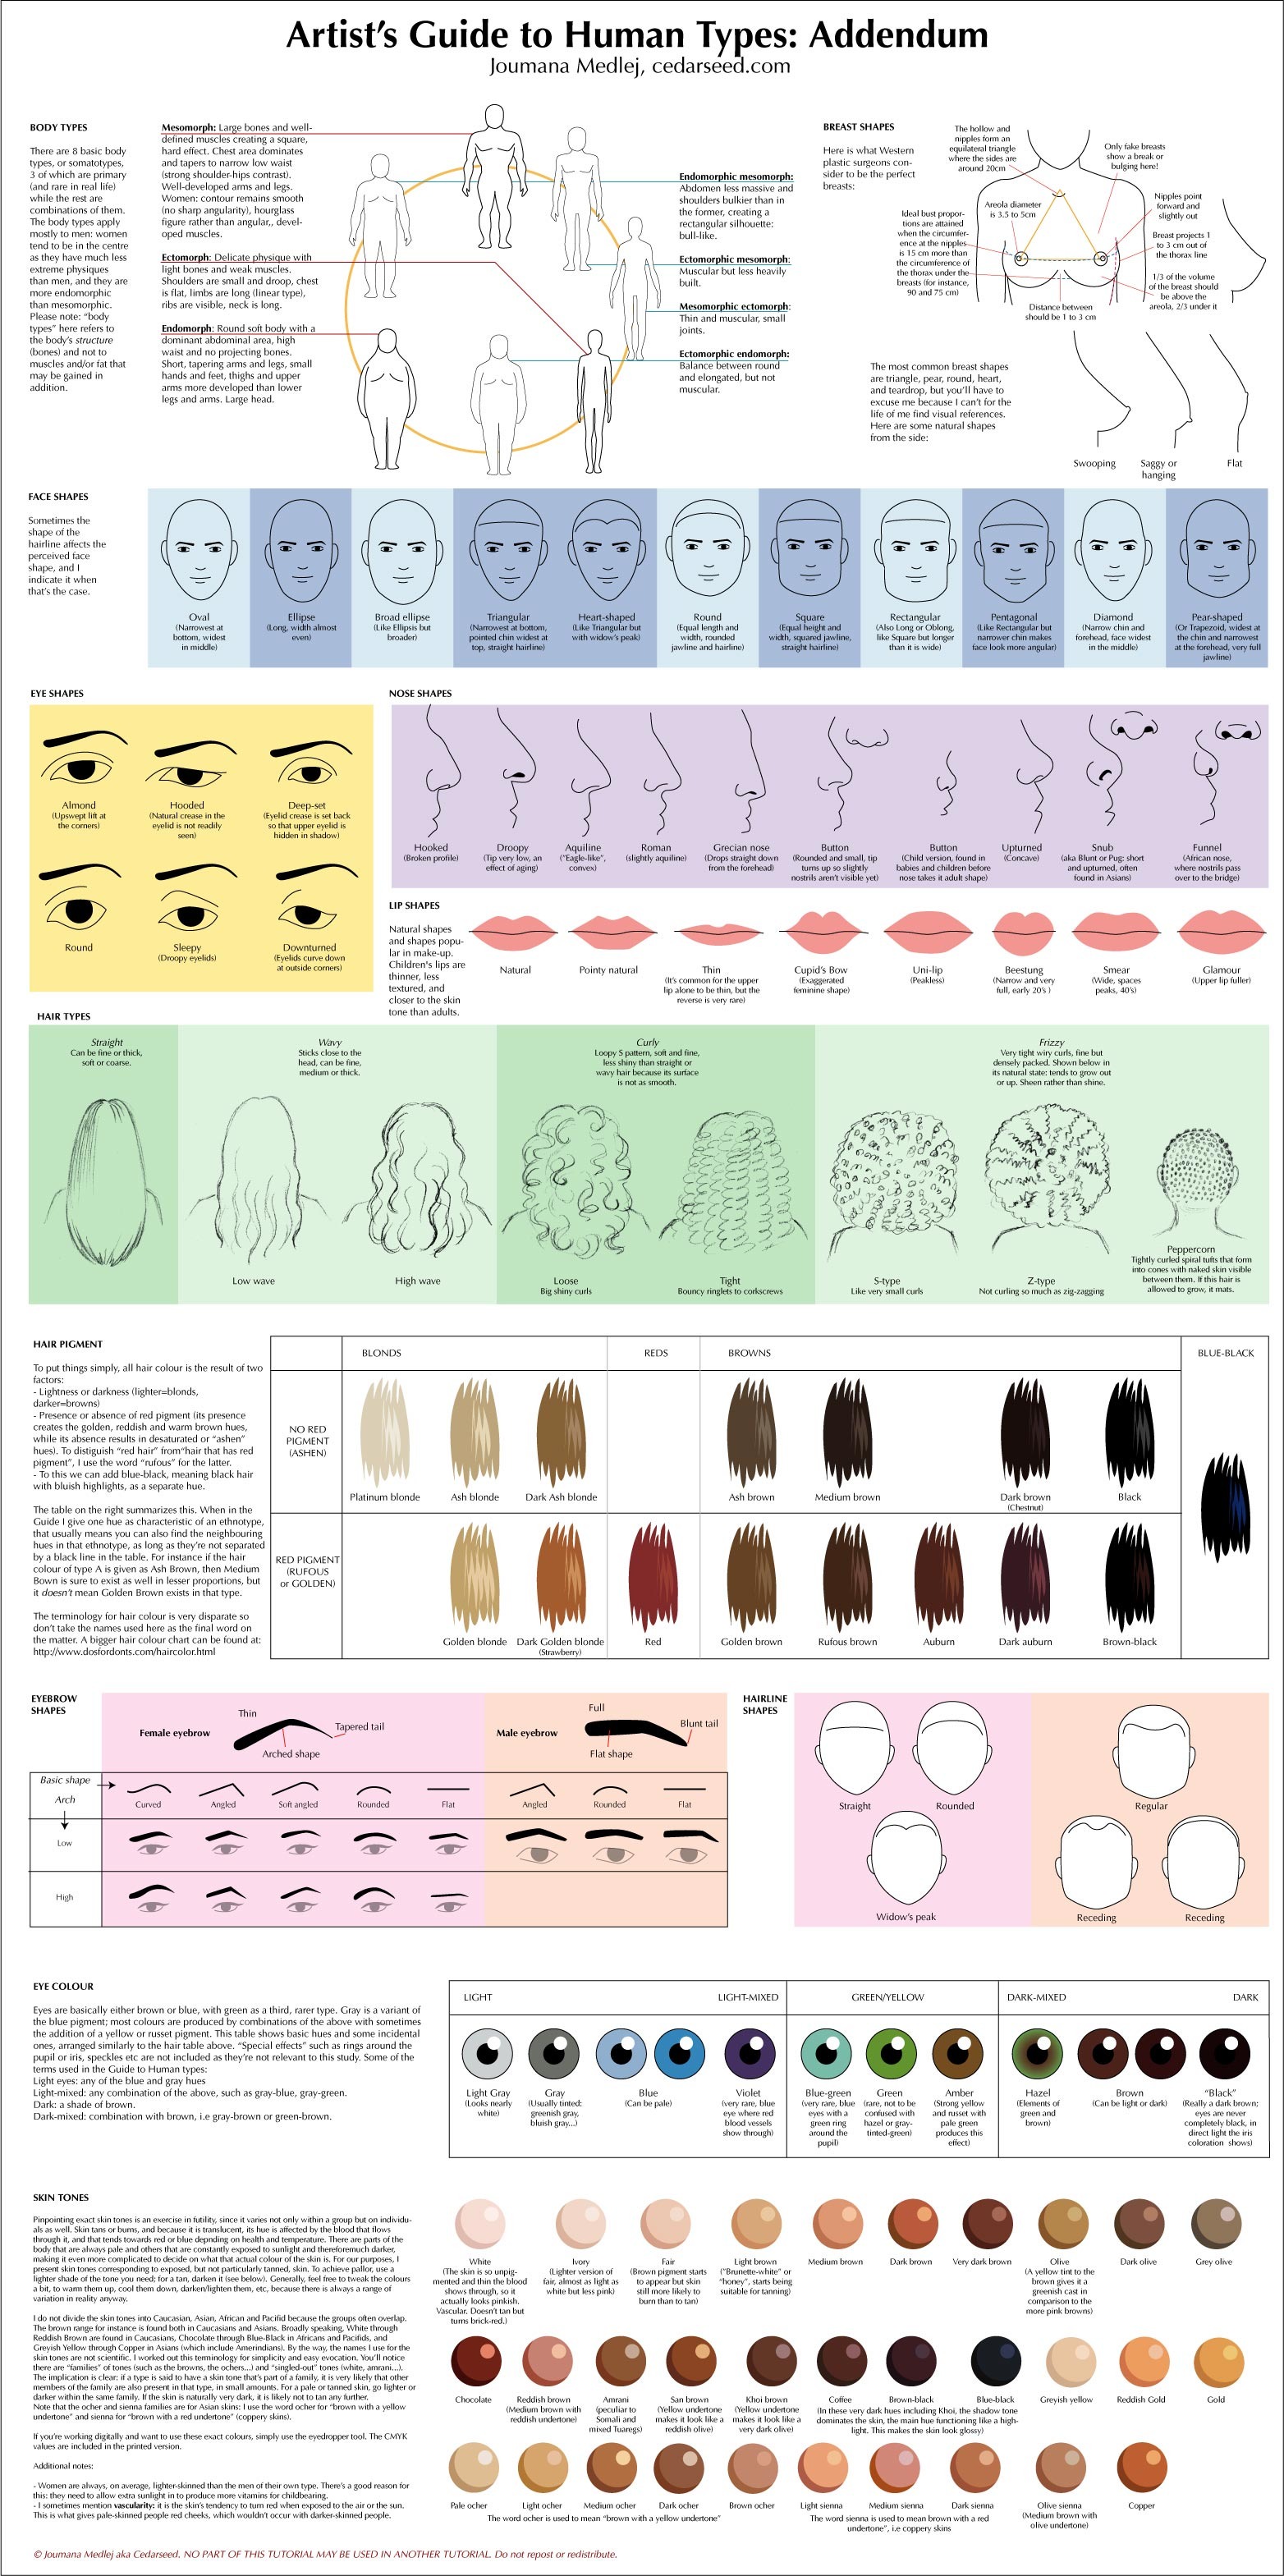 Artist's Guide to Human Types: Addendum
Joumana Medlej, cedarseed.com
BODY TYPES
There are 8 basic body
types, or somatotypes,
3 of which are primary
(and rare in real life)
while the rest are
combinations of them.
The body types apply
mostly to men: women
tend to be in the centre
as they have much less
extreme physiques
than men, and they are
more endomorphic
than mesomorphic.
Please note: "body
types" here refers to
the body's structure
(bones) and not to
muscles and/or fat that
may be gained in
addition.
Mesomorph: Large bones and well-
defined muscles creating a square,
hard effect. Chest area dominates
and tapers to narrow low waist
(strong shoulder-hips contrast).
Well-developed arms and legs.
Women: contour remains smooth
(no sharp angularity), hourglass
figure rather than angular,, devel-
oped muscles.
Ectomorph: Delicate physique with
light bones and weak muscles.
Shoulders are small and droop, chest
is flat, limbs are long (linear type),
ribs are visible, neck is long.
Endomorph: Round soft body with a
dominant abdominal area, high
waist and no projecting bones.
Short, tapering arms and legs, small
hands and feet, thighs and upper
arms more developed than lower
legs and arms. Large head.
Endomorphic mesomorph:
Abdomen less massive and
shoulders bulkier than in
the former, creating a
rectangular silhouette:
bull-like.
Ectomorphic mesomorph:
Muscular but less heavily
built.
Mesomorphic ectomorph:
Thin and muscular, small
joints.
Ectomorphic endomorph:
Balance between round
and elongated, but not
muscular.
BREAST SHAPES
Here is what Western
plastic surgeons con-
sider to be the perfect
breasts:
The hollow and
nipples form an
equilateral triangle
where the sides are
around 20cm
Only fake breasts
show a break or
bulging here!
Areola diameter
is 3.5 to 5cm
Nipples point
forward and
slightly out
Ideal bust propor-
tions are attained
when the circumfer-
ence at the nipples
is 15 cm more than
the circumference of
the thorax under the
breasts (for instance,
90 and 75 cm)
Breast projects 1
to 3 cm out of
the thorax line
1/3 of the volume
of the breast should
be above the
areola, 2/3 under it
Distance between
should be 1 to 3 cm
The most common breast shapes
are triangle, pear, round, heart,
and teardrop, but you'll have to
excuse me because I can't for the
life of me find visual references.
Here are some natural shapes
from the side:
Swooping
Saggy or
hanging
Flat
FACE SHAPES
Sometimes the
shape of the
hairline affects the
perceived face
shape, and I
indicate it when
that's the case.
Oval
(Narrowest at
bottom, widest
in middle)
Ellipse
(Long, width almost
even)
Broad ellipse
(Like Ellipsis but
broader)
Triangular
(Narrowest at bottom,
pointed chin widest at
top, straight hairline)
Heart-shaped
(Like Triangular but
with widow's peak)
Round
(Equal length and
width, rounded
jawline and hairline)
Square
(Equal height and
width, squared jawline,
straight hairline)
Rectangular
(Also Long or Oblong,
like Square but longer
than it is wide)
Pentagonal
(Like Rectangular but
narrower chin makes
face look more angular)
Diamond
(Narrow chin and
forehead, face widest
in the middle)
Pear-shaped
(Or Trapezoid, widest at
the chin and narrowest
at the forehead, very full
jawline)
EYE SHAPES
Almond
(Upswept lift at
the corners)
Hooded
(Natural crease in the
eyelid is not readily
seen)
Deep-set
(Eyelid crease is set back
so that upper eyelid is
hidden in shadow)
Round
Sleepy
(Droopy eyelids)
Downturned
(Eyelids curve down
at outside corners)
NOSE SHAPES
Hooked
(Broken profile)
Droopy
(Tip very low, an
effect of aging)
Aquiline
("Eagle-like",
convex)
Roman
(slightly aquiline)
Grecian nose
(Drops straight down
from the forehead)
Button
(Rounded and small, tip
turns up so slightly
nostrils aren't visible yet)
Button
(Child version, found in
babies and children before
nose takes it adult shape)
Upturned
(Concave)
Snub
(aka Blunt or Pug: short
and upturned, often
found in Asians)
Funnel
(African nose,
where nostrils pass
over to the bridge)
LIP SHAPES
Natural shapes
and shapes popu-
lar in make-up.
Children's lips are
thinner, less
textured, and
closer to the skin
tone than adults.
Natural
Pointy natural
Thin
(It's common for the upper
lip alone to be thin, but the
reverse is very rare)
Cupid's Bow
(Exaggerated
feminine shape)
Uni-lip
(Peakless)
Beestung
(Narrow and very
full, early 20's )
Smear
(Wide, spaces
peaks, 40's)
Glamour
(Upper lip fuller)
HAIR TYPES
Straight
Can be fine or thick,
soft or coarse.
Wavy
Sticks close to the
head, can be fine,
medium or thick.
Curly
Loopy S pattern, soft and fine,
less shiny than straight or
wavy hair because its surface
is not as smooth.
Frizzy
Very tight wiry curls, fine but
densely packed. Shown below in
its natural state: tends to grow out
or up. Sheen rather than shine.
Low wave
High wave
Loose
Big shiny curls
Tight
Bouncy ringlets to corkscrews
S-type
Like very small curls
Z-type
Not curling so much as zig-zagging
Peppercorn
Tightly curled spiral tufts that form
into cones with naked skin visible
between them. If this hair is
allowed to grow, it mats.
HAIR PIGMENT
To put things simply, all hair colour is the result of two
factors:
- Lightness or darkness (lighter=blonds,
darker=browns)
- Presence or absence of red pigment (its presence
creates the golden, reddish and warm brown hues,
while its absence results in desaturated or "ashen"
hues). To distiguish "red hair" from"hair that has red
pigment", I use the word "rufous" for the latter.
- To this we can add blue-black, meaning black hair
with bluish highlights, as a separate hue.
The table on the right summarizes this. When in the
Guide I give one hue as characteristic of an ethnotype,
that usually means you can also find the neighbouring
hues in that ethnotype, as long as they're not separated
by a black line in the table. For instance if the hair
colour of type A is given as Ash Brown, then Medium
Bown is sure to exist as well in lesser proportions, but
it doesn't mean Golden Brown exists in that type.
The terminology for hair colour is very disparate so
don't take the names used here as the final word on
the matter. A bigger hair colour chart can be found at:
http://www.dosfordonts.com/haircolor.html
BLONDS
REDS
BROWNS
BLUE-BLACK
NO RED
PIGMENT
(ASHEN)
Platinum blonde
Ash blonde
Dark Ash blonde
Ash brown
Medium brown
Dark brown
(Chestnut)
Black
RED PIGMENT
(RUFOUS
or GOLDEN)
Golden blonde
Dark Golden blonde
(Strawberry)
Red
Golden brown
Rufous brown
Auburn
Dark auburn
Brown-black
EYEBROW
SHAPES
Female eyebrow
Thin
Tapered tail
Arched shape
Male eyebrow
Full
Blunt tail
Flat shape
Basic shape
Arch
Curved
Angled
Soft angled
Rounded
Flat
Angled
Rounded
Flat
Low
High
HAIRLINE
SHAPES
Straight
Rounded
Widow's peak
Regular
Receding
Receding
EYE COLOUR
Eyes are basically either brown or blue, with green as a third, rarer type. Gray is a variant of
the blue pigment; most colours are produced by combinations of the above with sometimes
the addition of a yellow or russet pigment. This table shows basic hues and some incidental
ones, arranged similarly to the hair table above. "Special effects" such as rings around the
pupil or iris, speckles etc are not included as they're not relevant to this study. Some of the
terms used in the Guide to Human types:
Light eyes: any of the blue and gray hues
Light-mixed: any combination of the above, such as gray-blue, gray-green.
Dark: a shade of brown.
Dark-mixed: combination with brown, i.e gray-brown or green-brown.
LIGHT
LIGHT-MIXED
GREEN/YELLOW
DARK-MIXED
DARK
Light Gray
(Looks nearly
white)
Gray
(Usually tinted:
greenish gray,
bluish gray...)
Blue
(Can be pale)
Violet
(very rare, blue
eye where red
blood vessels
show through)
Blue-green
(very rare, blue
eyes with a
green ring
around the
pupil)
Green
(rare, not to be
confused with
hazel or gray-
tinted-green)
Amber
(Strong yellow
and russet with
pale green
produces this
effect)
Hazel
(Elements of
green and
brown)
Brown
(Can be light or dark)
"Black"
(Really a dark brown;
eyes are never
completely black, in
direct light the iris
coloration shows)
SKIN TONES
Pinpointing exact skin tones is an exercise in futility, since it varies not only within a group but on individu-
als as well. Skin tans or burns, and because it is translucent, its hue is affected by the blood that flows
through it, and that tends towards red or blue depnding on health and temperature. There are parts of the
body that are always pale and others that are constantly exposed to sunlight and thereforemuch darker,
making it even more complicated to decide on what that actual colour of the skin is. For our purposes, I
present skin tones corresponding to exposed, but not particularly tanned, skin. To achieve pallor, use a
lighter shade of the tone you need; for a tan, darken it (see below). Generally, feel free to tweak the colours
a bit, to warm them up, cool them down, darken/lighten them, etc, because there is always a range of
variation in reality anyway.
I do not divide the skin tones into Caucasian, Asian, African and Pacifid because the groups often overlap.
The brown range for instance is found both in Caucasians and Asians. Broadly speaking, White through
Reddish Brown are found in Caucasians, Chocolate through Blue-Black in Africans and Pacifids, and
Greyish Yellow through Copper in Asians (which include Amerindians). By the way, the names I use for the
skin tones are not scientific. I worked out this terminology for simplicity and easy evocation. You'll notice
there are "families" of tones (such as the browns, the ochers...) and "singled-out" tones (white, amrani...).
The implication is clear: if a type is said to have a skin tone that's part of a family, it is very likely that other
members of the family are also present in that type, in small amounts. For a pale or tanned skin, go lighter or
darker within the same family. If the skin is naturally very dark, it is likely not to tan any further.
Note that the ocher and sienna families are for Asian skins: I use the word ocher for "brown with a yellow
undertone" and sienna for "brown with a red undertone" (coppery skins).
If you're working digitally and want to use these exact colours, simply use the eyedropper tool. The CMYK
values are included in the printed version.
Additional notes:
- Women are always, on average, lighter-skinned than the men of their own type. There's a good reason for
this: they need to allow extra sunlight in to produce more vitamins for childbearing.
- I sometimes mention vascularity: it is the skin's tendency to turn red when exposed to the air or the sun.
This is what gives pale-skinned people red cheeks, which wouldn't occur with darker-skinned people.
White
(The skin is so unpig-
mented and thin the blood
shows through, so it
actually looks pinkish.
Vascular. Doesn't tan but
turns brick-red.)
Ivory
(Lighter version of
fair, almost as light as
white but less pink)
Fair
(Brown pigment starts
to appear but skin
still more likely to
burn than to tan)
Light brown
("Brunette-white" or
"honey", starts being
suitable for tanning)
Medium brown
Dark brown
Very dark brown
Olive
(A yellow tint to the
brown gives it a
greenish cast in
comparison to the
more pink browns)
Dark olive
Grey olive
Chocolate
Reddish brown
(Medium brown with
reddish undertone)
Amrani
(peculiar to
Somali and
mixed Tuaregs)
San brown
(Yellow undertone
makes it look like a
reddish olive)
Khoi brown
(Yellow undertone
makes it look like a
very dark olive)
Coffee
Brown-black
Blue-black
(In these very dark hues including Khoi, the shadow tone
dominates the skin, the main hue functioning like a high-
light. This makes the skin look glossy)
Greyish yellow
Reddish Gold
Gold
Pale ocher
Light ocher
Medium ocher
Dark ocher
Brown ocher
The word ocher is used to mean "brown with a yellow undertone"
Light sienna
Medium sienna
Dark sienna
The word sienna is used to mean brown with a red
undertone", i.e coppery skins
Olive sienna
(Medium brown with
olive undertone)
Copper
© Joumana Medlej aka Cedarseed. NO PART OF THIS TUTORIAL MAY BE USED IN ANOTHER TUTORIAL. Do not repost or redistribute.